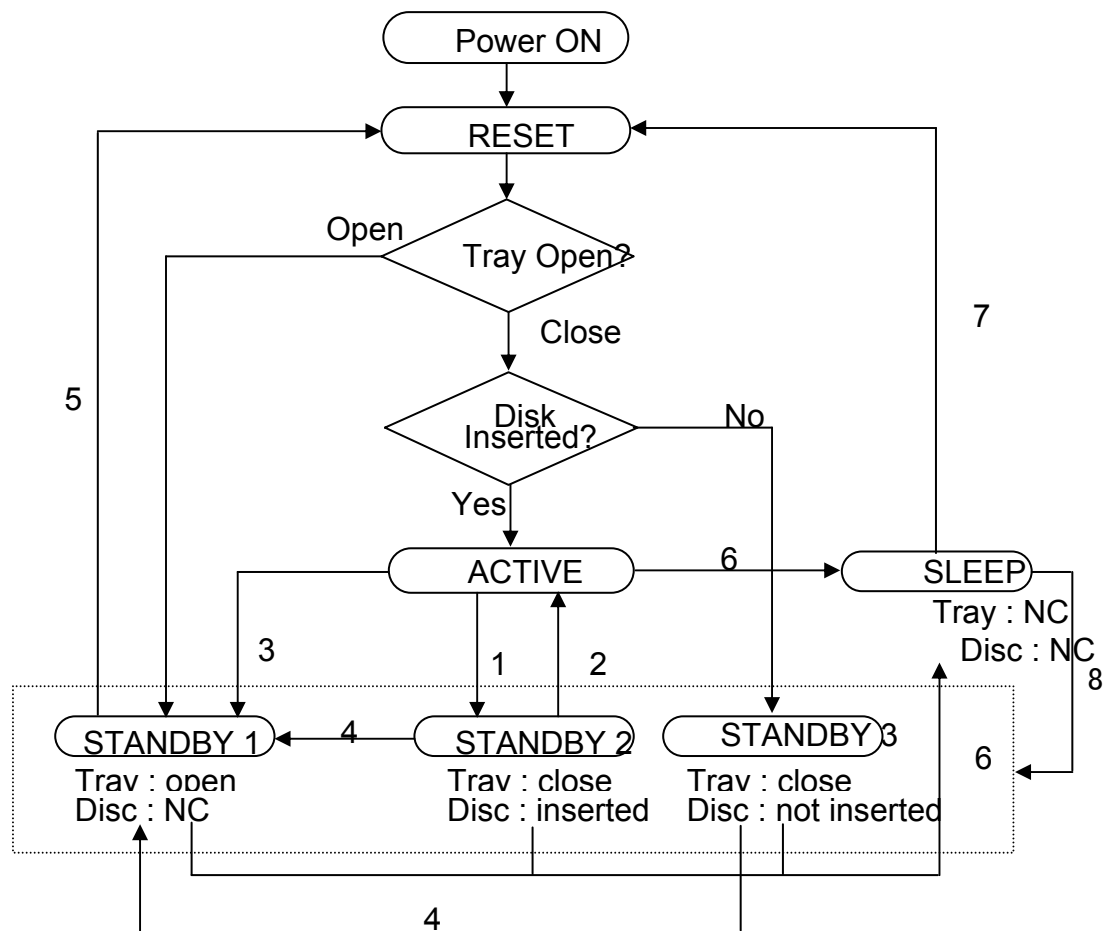 Power ON
RESET
Open
Tray Open?
Close
7
5
Disk
Inserted?
No
Yes
ACTIVE
6
SLEEP
Tray : NC
Disc : NC
3
1
2
8
STANDBY 1
4
STANDBY 2
STANDBY 3
6
Tray : open
Disc : NC
Tray : close
Disc : inserted
Tray : close
Disc : not inserted
4